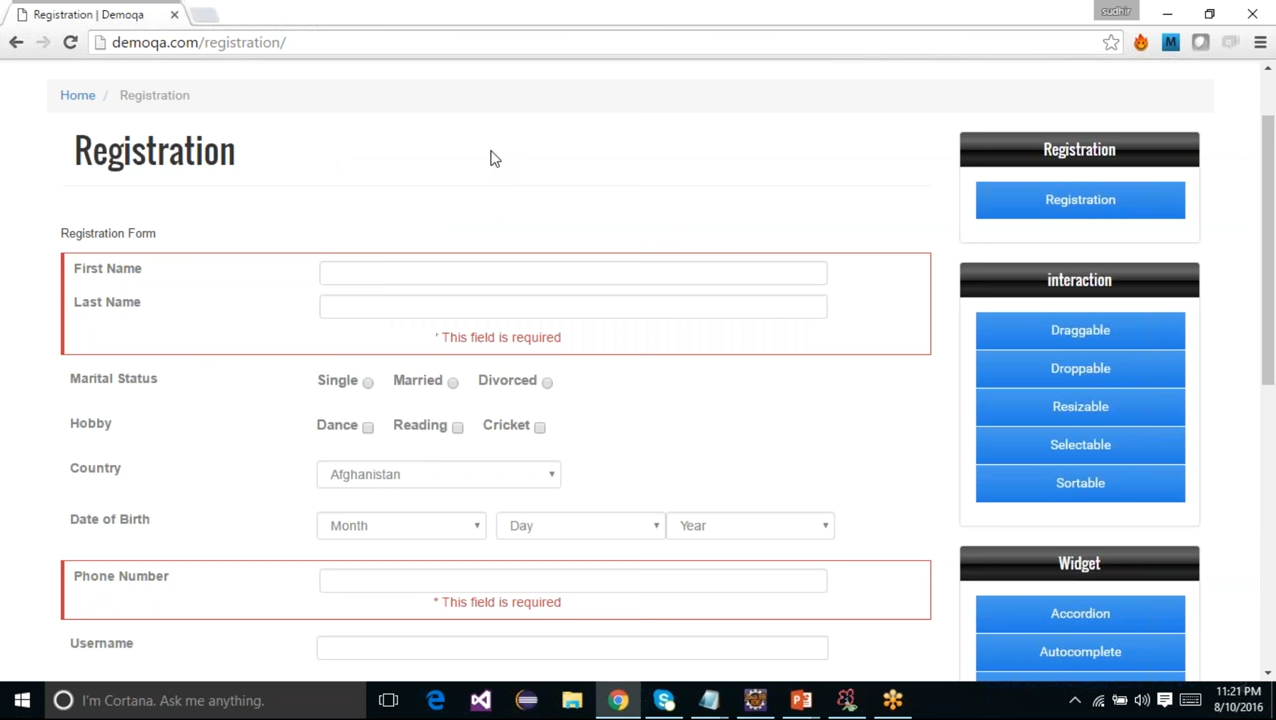 Registration | Demoqa
sudhir
demoqa.com/registration/
M
Home / Registration
Registration
Registration Form
First Name
Last Name
* This field is required
Marital Status Single Married Divorced
Hobby Dance Reading Cricket
Country Afghanistan
Date of Birth Month Day Year
Phone Number
* This field is required
Username
Registration
Registration
interaction
Draggable
Droppable
Resizable
Selectable
Sortable
Widget
Accordion
Autocomplete
I'm Cortana. Ask me anything.
11:21 PM
8/10/2016